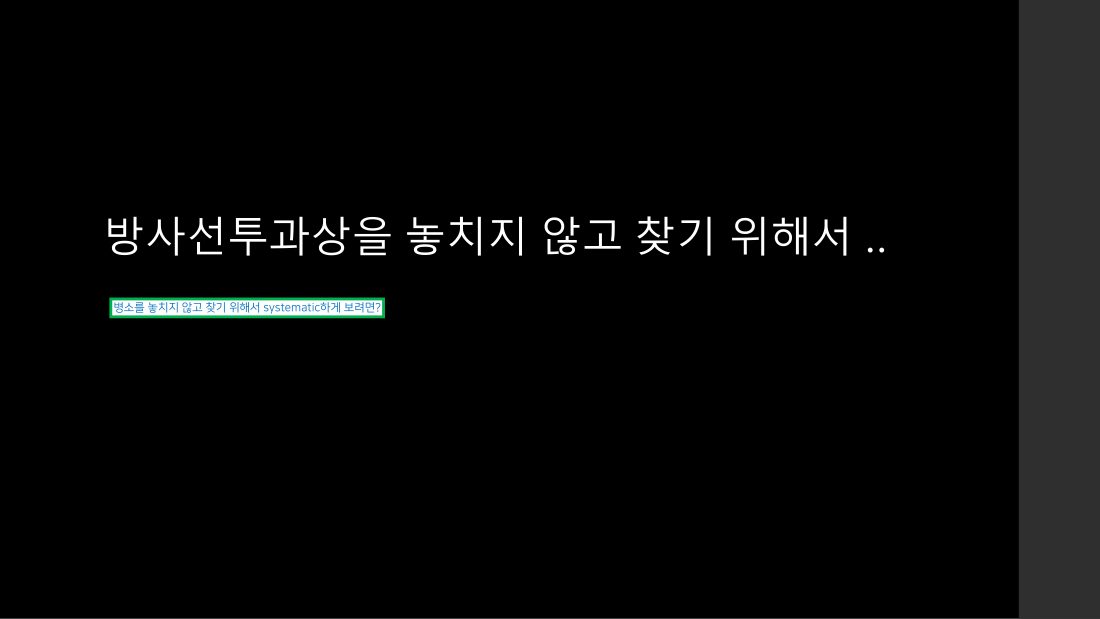 방사선투과상을 놓치지 않고 찾기 위해서 ..
병소를 놓치지 않고 찾기 위해서 systematic하게 보려면?